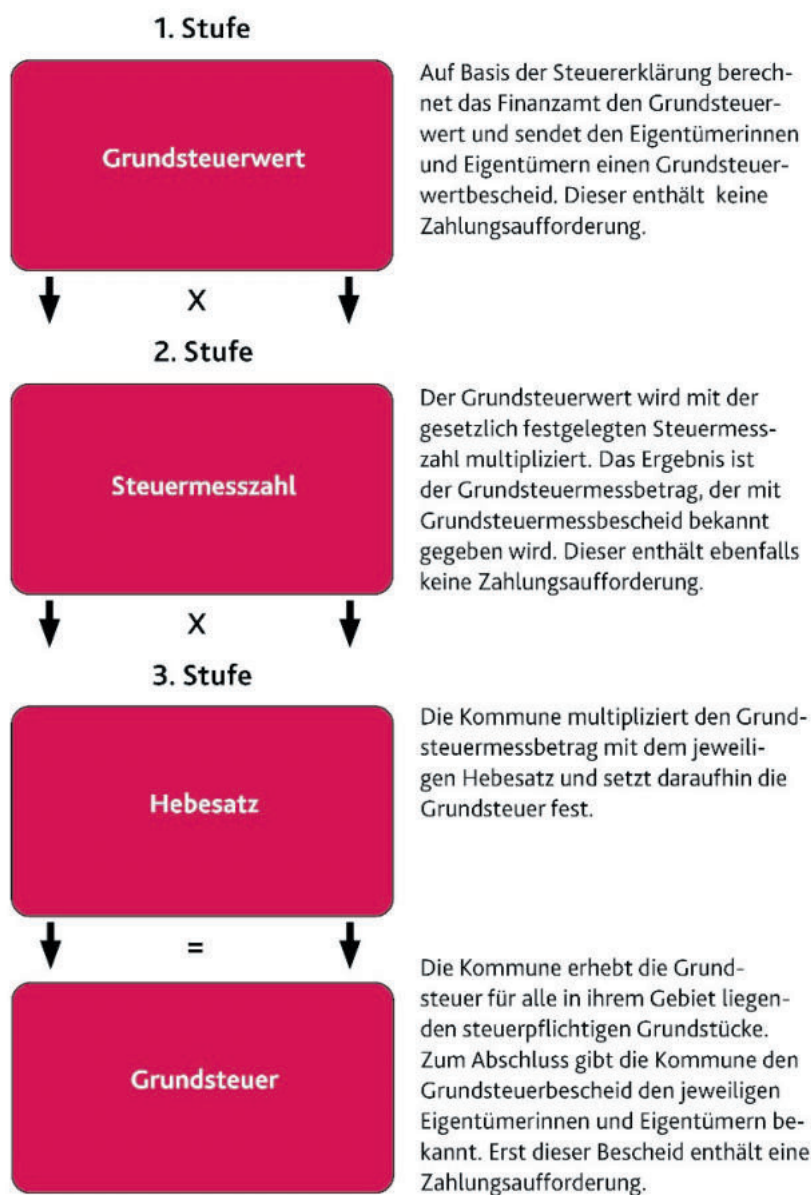 1. Stufe
Grundsteuerwert
Auf Basis der Steuererklärung berech-
net das Finanzamt den Grundsteuer-
wert und sendet den Eigentümerinnen
und Eigentümern einen Grundsteuer-
wertbescheid. Dieser enthält keine
Zahlungsaufforderung.
X
2. Stufe
Steuermesszahl
Der Grundsteuerwert wird mit der
gesetzlich festgelegten Steuermess-
zahl multipliziert. Das Ergebnis ist
der Grundsteuermessbetrag, der mit
Grundsteuermessbescheid bekannt
gegeben wird. Dieser enthält ebenfalls
keine Zahlungsaufforderung.
X
3. Stufe
Hebesatz
Die Kommune multipliziert den Grund-
steuermessbetrag mit dem jeweili-
gen Hebesatz und setzt daraufhin die
Grundsteuer fest.
=
Grundsteuer
Die Kommune erhebt die Grund-
steuer für alle in ihrem Gebiet liegen-
den steuerpflichtigen Grundstücke.
Zum Abschluss gibt die Kommune den
Grundsteuerbescheid den jeweiligen
Eigentümerinnen und Eigentümern be-
kannt. Erst dieser Bescheid enthält eine
Zahlungsaufforderung.